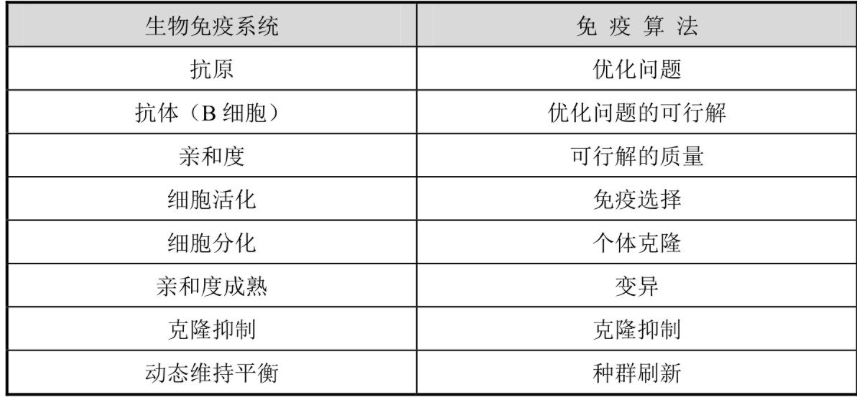 生物免疫系统 免 疫 算 法
抗原 优化问题
抗体（B 细胞） 优化问题的可行解
亲和度 可行解的质量
细胞活化 免疫选择
细胞分化 个体克隆
亲和度成熟 变异
克隆抑制 克隆抑制
动态维持平衡 种群刷新